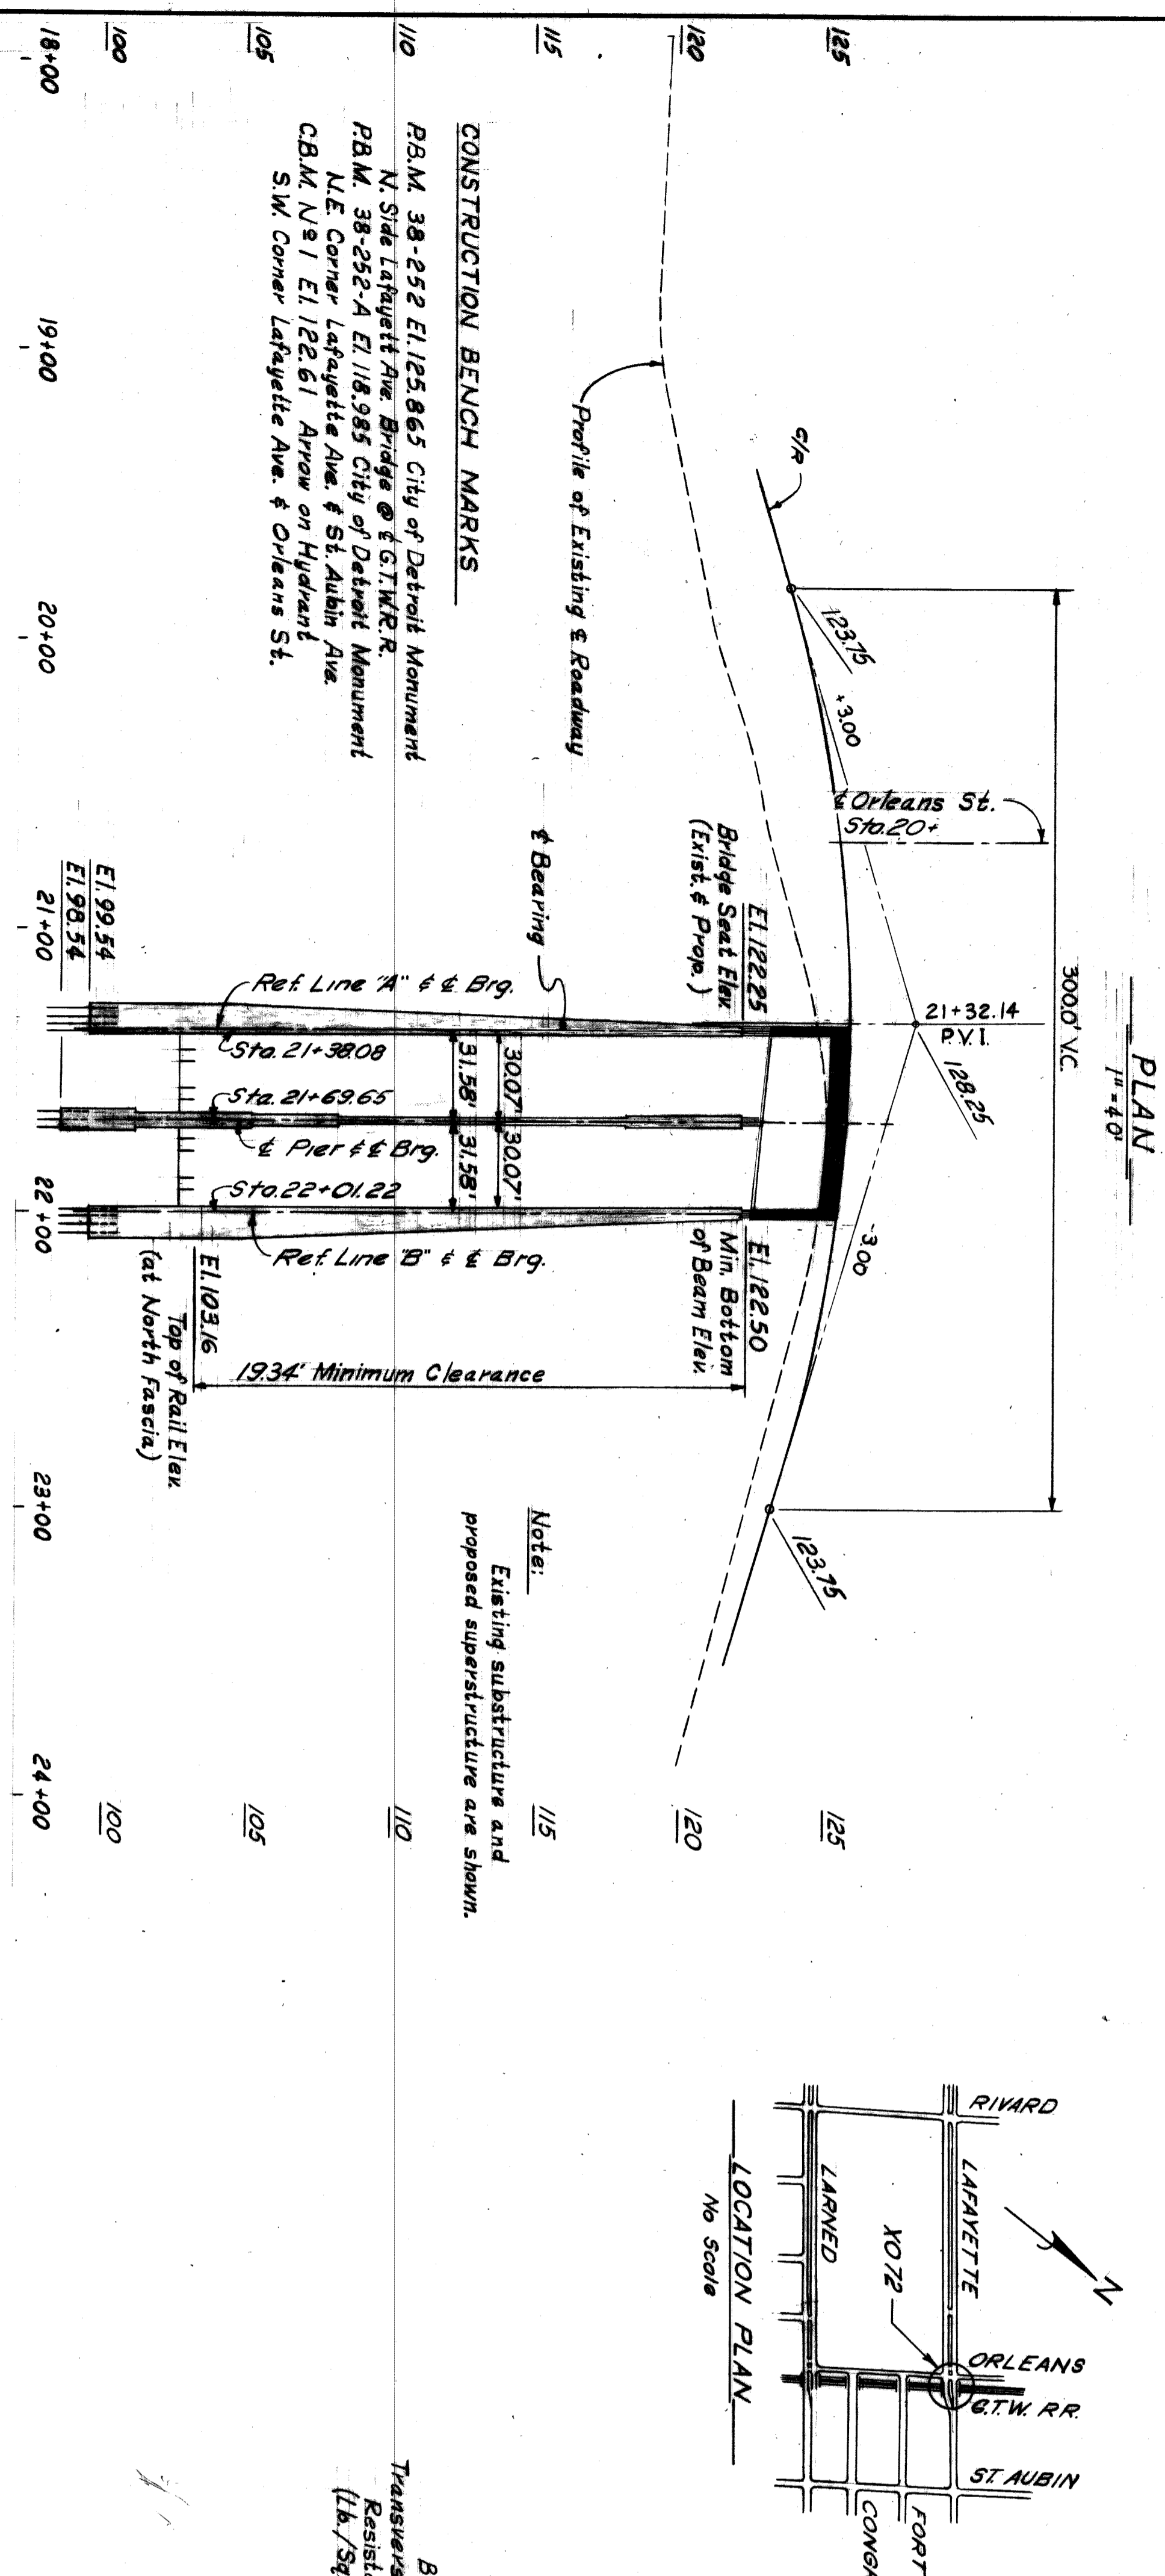 PLAN
1" = 40'
300.0' V.C.
21+32.14
P.V.I.
128.25
¢ Orleans St.
Sta. 20+
+3.00
-3.00
123.75
123.75
G/R
125
120
115
110
105
100
Profile of Existing ¢ Roadway
El. 122.25
Bridge Seat Elev.
(Exist. & Prop.)
El. 122.50
Min. Bottom
of Beam Elev.
¢ Bearing
CONSTRUCTION BENCH MARKS
P.B.M. 38-252 El. 125.865 City of Detroit Monument
N. Side Lafayett Ave. Bridge @ ¢ G.T.W.R.R.
P.B.M. 38-252-A El. 118.985 City of Detroit Monument
N.E. Corner Lafayette Ave. & St. Aubin Ave.
C.B.M. Nº 1 El. 122.61 Arrow on Hydrant
S.W. Corner Lafayette Ave. & Orleans St.
30.07' 30.07'
31.58' 31.58'
Ref. Line "A" & ¢ Brg.
Sta. 21+38.08
Sta. 21+69.65
¢ Pier & ¢ Brg.
Sta. 22+01.22
Ref. Line "B" & ¢ Brg.
19.34' Minimum Clearance
El. 103.16
Top of Rail Elev.
(at North Fascia)
El. 99.54
El. 98.54
Note:
Existing substructure and
proposed superstructure are shown.
125
120
115
110
105
100
18+00 19+00 20+00 21+00 22+00 23+00 24+00
N
RIVARD
LAFAYETTE
ORLEANS
G.T.W. RR.
ST. AUBIN
X072
LARNED
FORT
LOCATION PLAN
No Scale
B
Transvers
Resist
(Lb./Sq